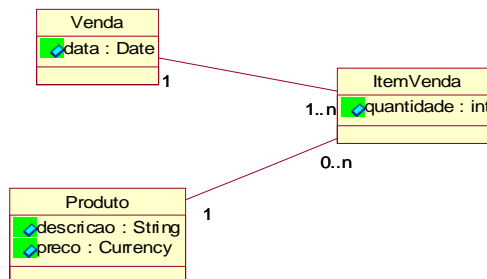 Venda
data : Date
1
ItemVenda
quantidade : int
1..n
0..n
Produto
1
descricao : String
preco : Currency